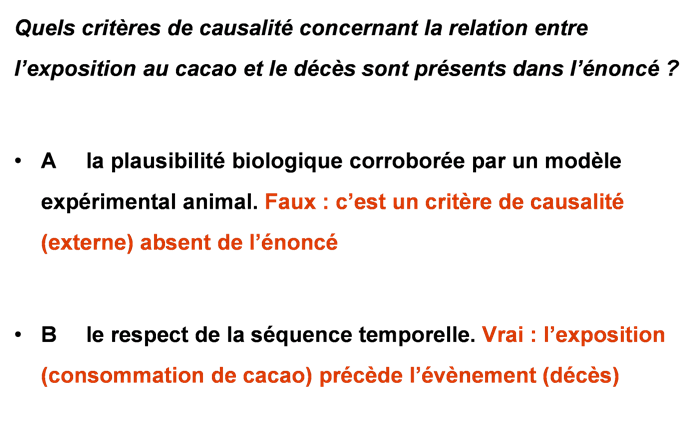 Quels critères de causalité concernant la relation entre
l’exposition au cacao et le décès sont présents dans l’énoncé ?
• A la plausibilité biologique corroborée par un modèle
expérimental animal. Faux : c’est un critère de causalité
(externe) absent de l’énoncé
• B le respect de la séquence temporelle. Vrai : l’exposition
(consommation de cacao) précède l’évènement (décès)